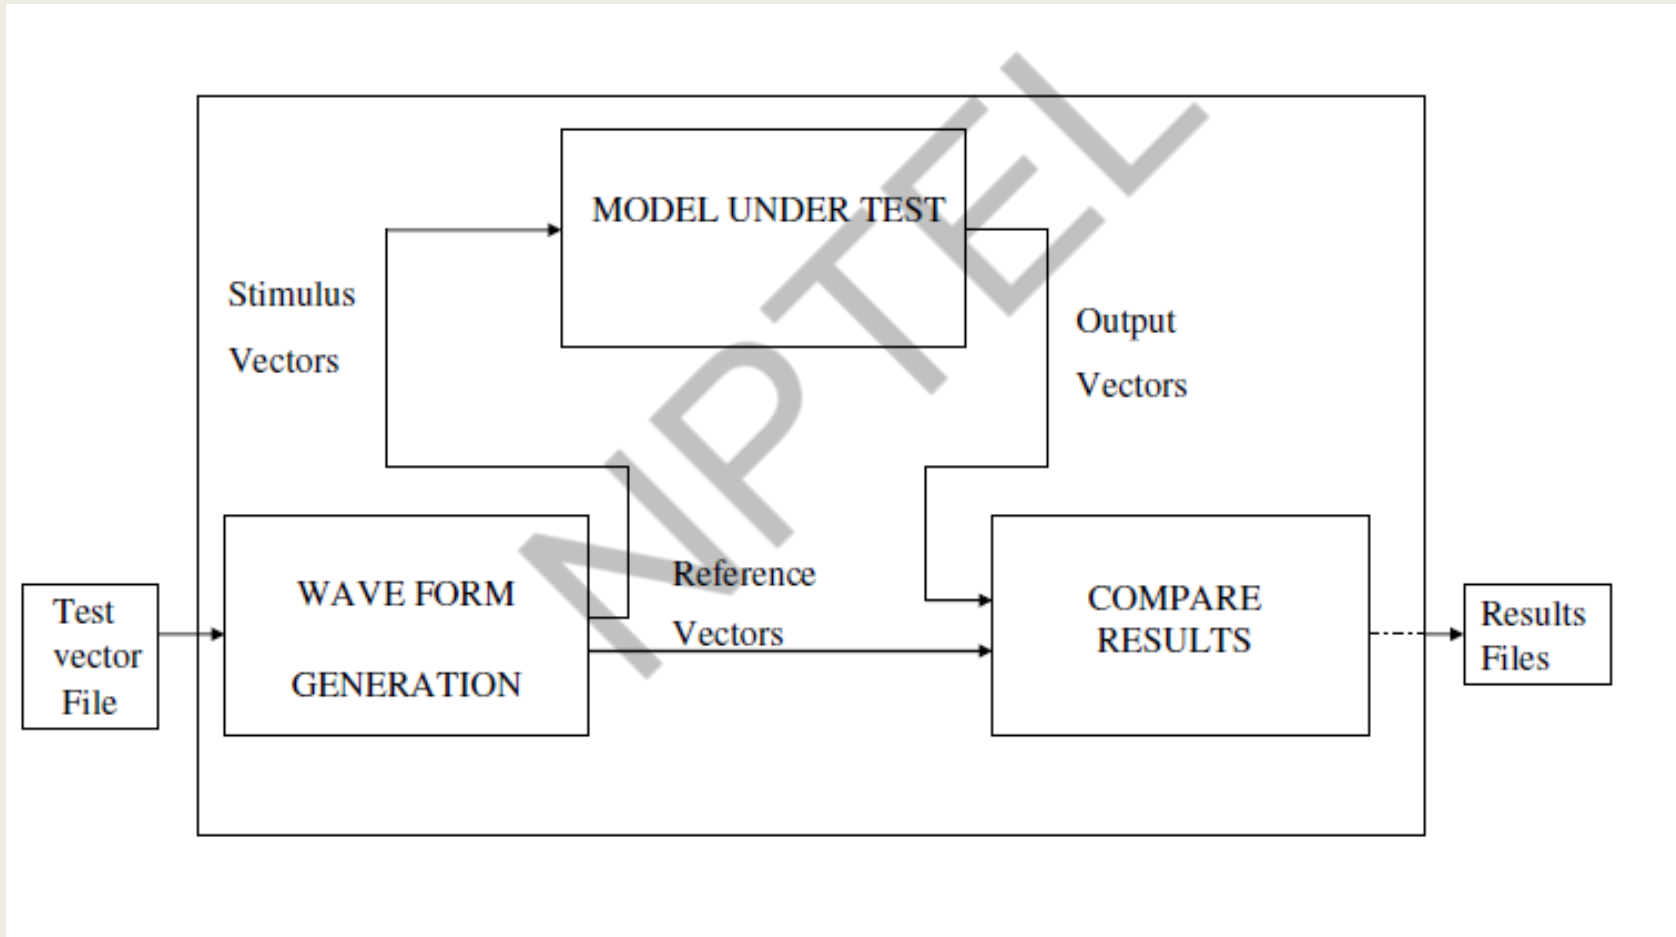 MODEL UNDER TEST
Stimulus
Vectors
Output
Vectors
Test
vector
File
WAVE FORM
GENERATION
Reference
Vectors
COMPARE
RESULTS
Results
Files
NPTEL